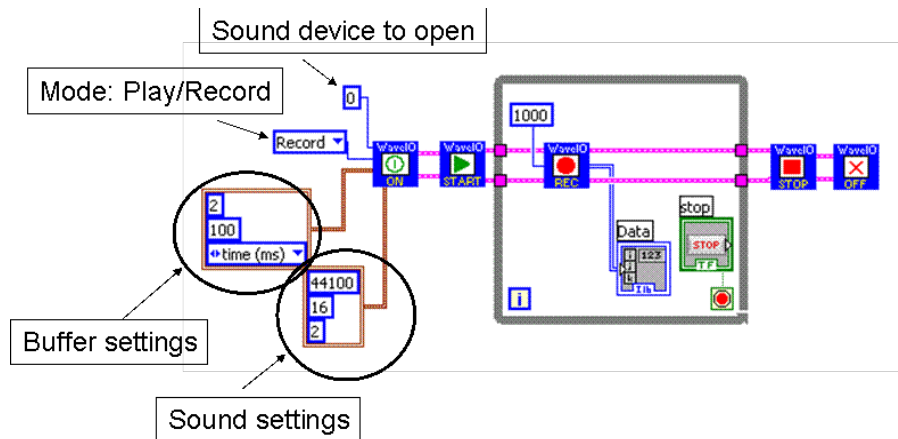 Sound device to open
Mode: Play/Record
0
Record
1000
WaveIO
ON
WaveIO
START
WaveIO
REC
WaveIO
STOP
WaveIO
OFF
2
100
time (ms)
Data
i
j
k
123
I16
stop
STOP
TF
44100
16
2
i
Buffer settings
Sound settings